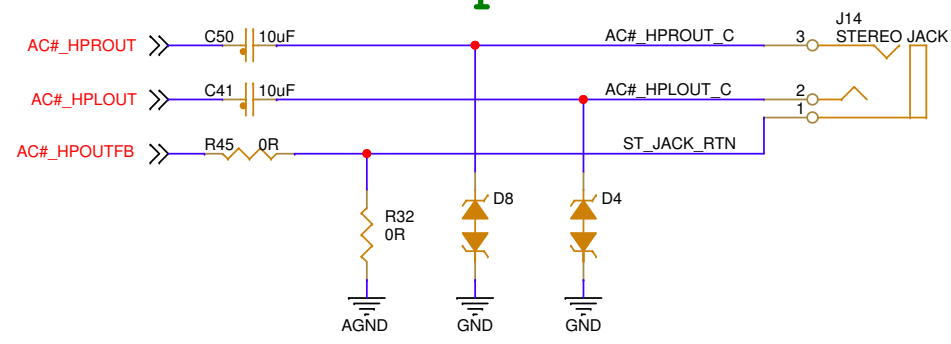 J14
AC#_HPROUT C50 10uF AC#_HPROUT_C 3 STEREO JACK
AC#_HPLOUT C41 10uF AC#_HPLOUT_C 2
1
AC#_HPOUTFB R45 0R ST_JACK_RTN
D8 D4
R32
0R
AGND GND GND